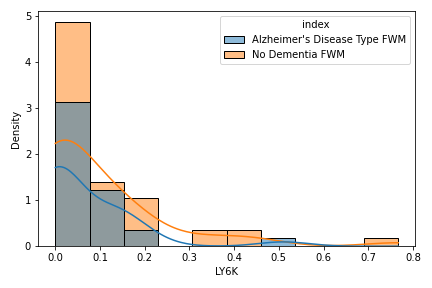 index
Alzheimer's Disease Type FWM
No Dementia FWM
5
4
3
2
1
0
Density
0.0 0.1 0.2 0.3 0.4 0.5 0.6 0.7 0.8
LY6K